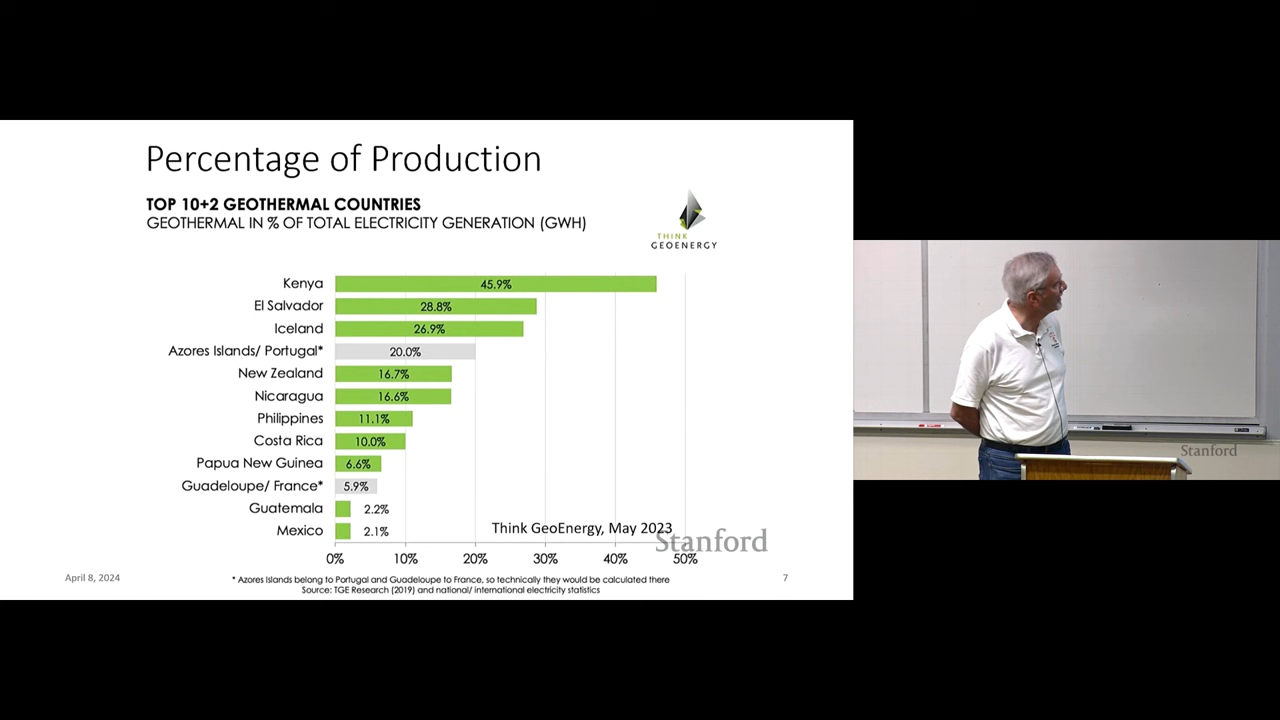 Percentage of Production
TOP 10+2 GEOTHERMAL COUNTRIES
GEOTHERMAL IN % OF TOTAL ELECTRICITY GENERATION (GWH)
THINK
GEOENERGY
Kenya 45.9%
El Salvador 28.8%
Iceland 26.9%
Azores Islands/ Portugal* 20.0%
New Zealand 16.7%
Nicaragua 16.6%
Philippines 11.1%
Costa Rica 10.0%
Papua New Guinea 6.6%
Guadeloupe/ France* 5.9%
Guatemala 2.2%
Mexico 2.1%
Think GeoEnergy, May 2023
Stanford
0% 10% 20% 30% 40% 50%
* Azores Islands belong to Portugal and Guadeloupe to France, so technically they would be calculated there
Source: TGE Research (2019) and national/ international electricity statistics
April 8, 2024
7
Stanford